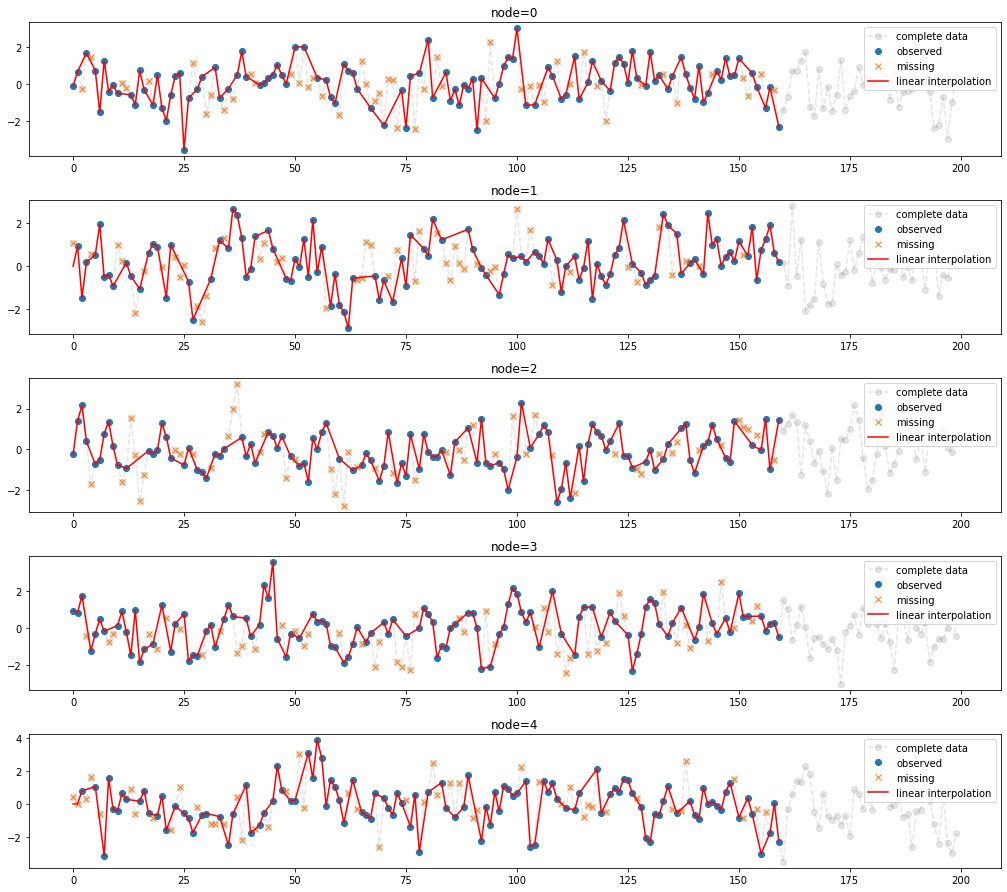 node=0
2
0
−2
complete data
observed
missing
linear interpolation
0 25 50 75 100 125 150 175 200
node=1
2
0
−2
complete data
observed
missing
linear interpolation
0 25 50 75 100 125 150 175 200
node=2
2
0
−2
complete data
observed
missing
linear interpolation
0 25 50 75 100 125 150 175 200
node=3
2
0
−2
complete data
observed
missing
linear interpolation
0 25 50 75 100 125 150 175 200
node=4
4
2
0
−2
complete data
observed
missing
linear interpolation
0 25 50 75 100 125 150 175 200